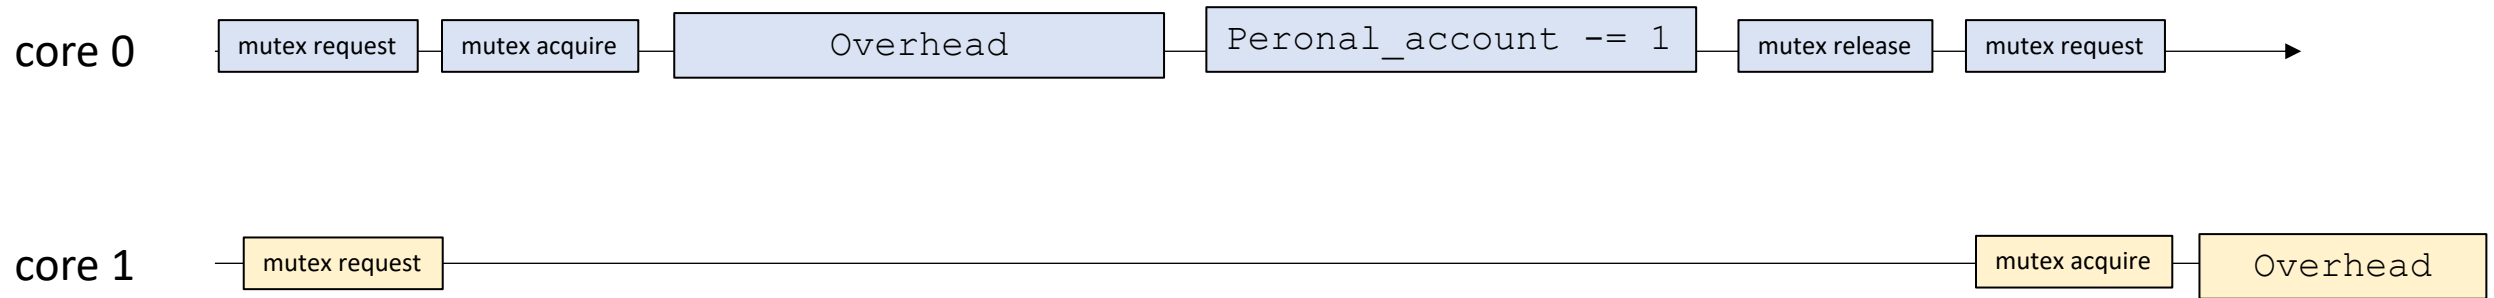 core 0
mutex request
mutex acquire
Overhead
Peronal_account -= 1
mutex release
mutex request
core 1
mutex request
mutex acquire
Overhead